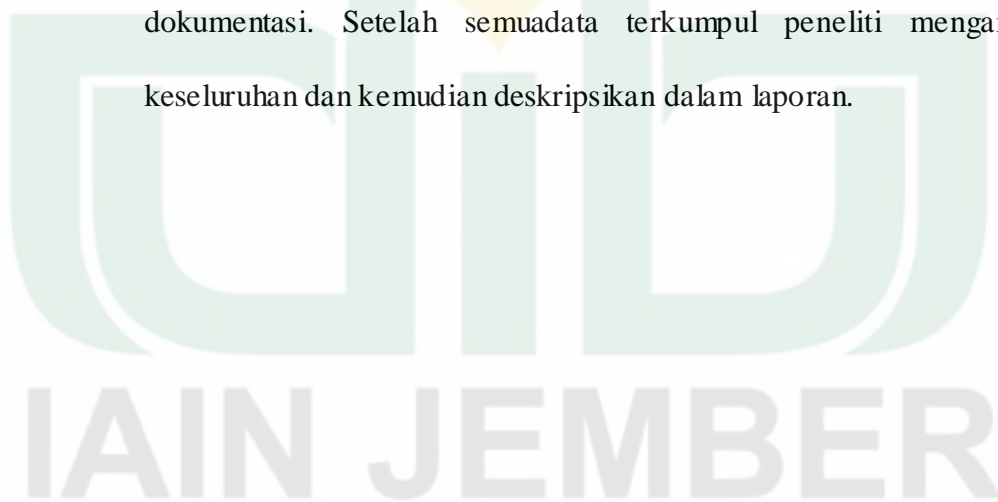 dokumentasi. Setelah semuadata terkumpul peneliti
keseluruhan dan kemudian deskripsikan dalam laporan.
IAIN JEMBER